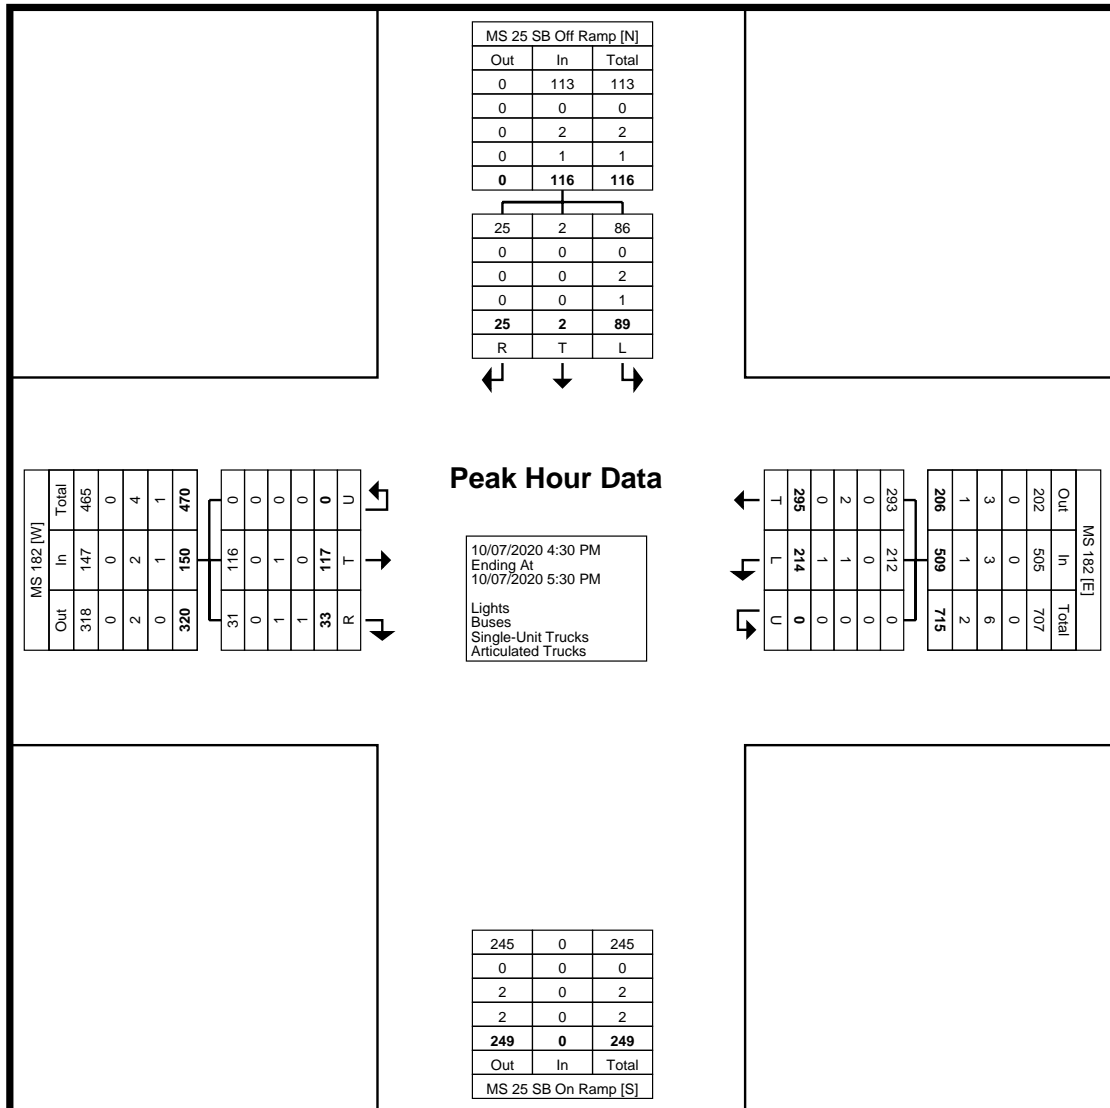 MS 25 SB Off Ramp [N]
Out In Total
0 113 113
0 0 0
0 2 2
0 1 1
0 116 116
25 2 86
0 0 0
0 0 2
0 0 1
25 2 89
R T L
MS 182 [W]
Total In Out
465 147 318
0 0 0
4 2 2
1 1 0
470 150 320
0 116 31
0 0 0
0 1 1
0 0 1
0 117 33
U T R
Peak Hour Data
10/07/2020 4:30 PM
Ending At
10/07/2020 5:30 PM
Lights
Buses
Single-Unit Trucks
Articulated Trucks
MS 182 [E]
Out In Total
202 505 707
0 0 0
3 3 6
1 1 2
206 509 715
293 212 0
0 0 0
2 1 0
0 1 0
295 214 0
T L U
245 0 245
0 0 0
2 0 2
2 0 2
249 0 249
Out In Total
MS 25 SB On Ramp [S]